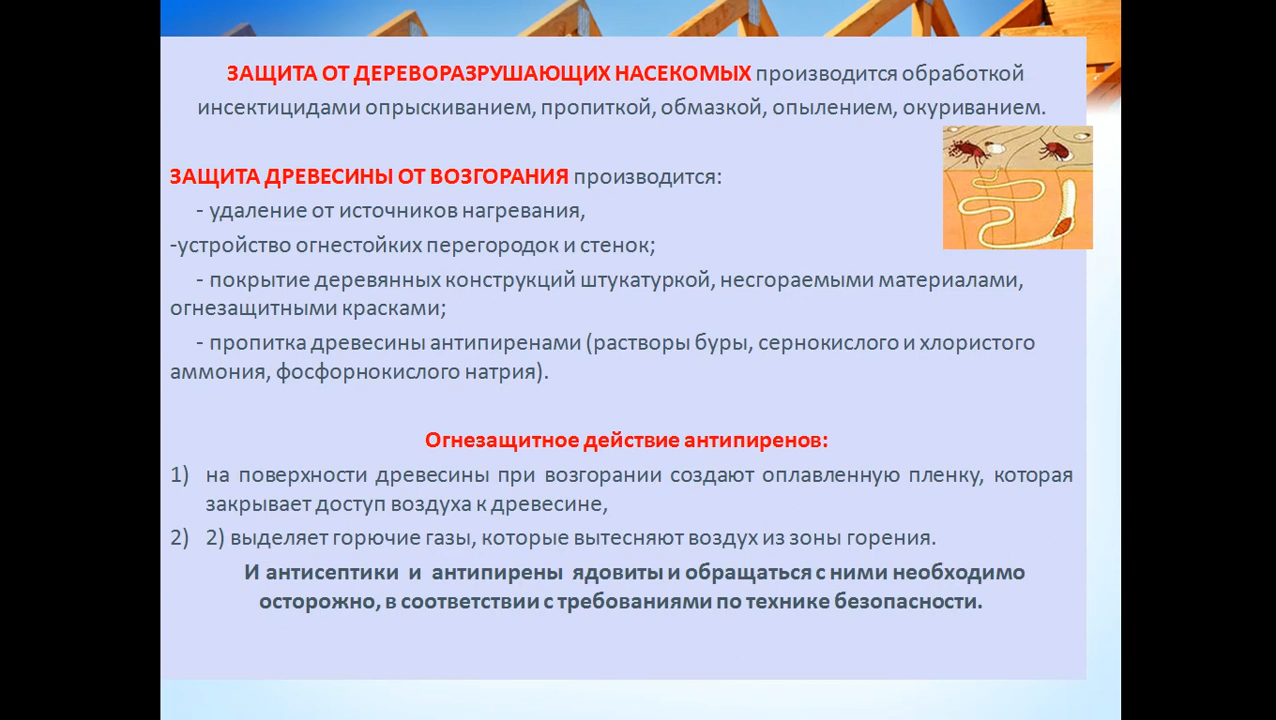 ЗАЩИТА ОТ ДЕРЕВОРАЗРУШАЮЩИХ НАСЕКОМЫХ производится обработкой
инсектицидами опрыскиванием, пропиткой, обмазкой, опылением, окуриванием.
ЗАЩИТА ДРЕВЕСИНЫ ОТ ВОЗГОРАНИЯ производится:
- удаление от источников нагревания,
-устройство огнестойких перегородок и стенок;
- покрытие деревянных конструкций штукатуркой, несгораемыми материалами,
огнезащитными красками;
- пропитка древесины антипиренами (растворы буры, сернокислого и хлористого
аммония, фосфорнокислого натрия).
Огнезащитное действие антипиренов:
1) на поверхности древесины при возгорании создают оплавленную пленку, которая
закрывает доступ воздуха к древесине,
2) 2) выделяет горючие газы, которые вытесняют воздух из зоны горения.
И антисептики и антипирены ядовиты и обращаться с ними необходимо
осторожно, в соответствии с требованиями по технике безопасности.